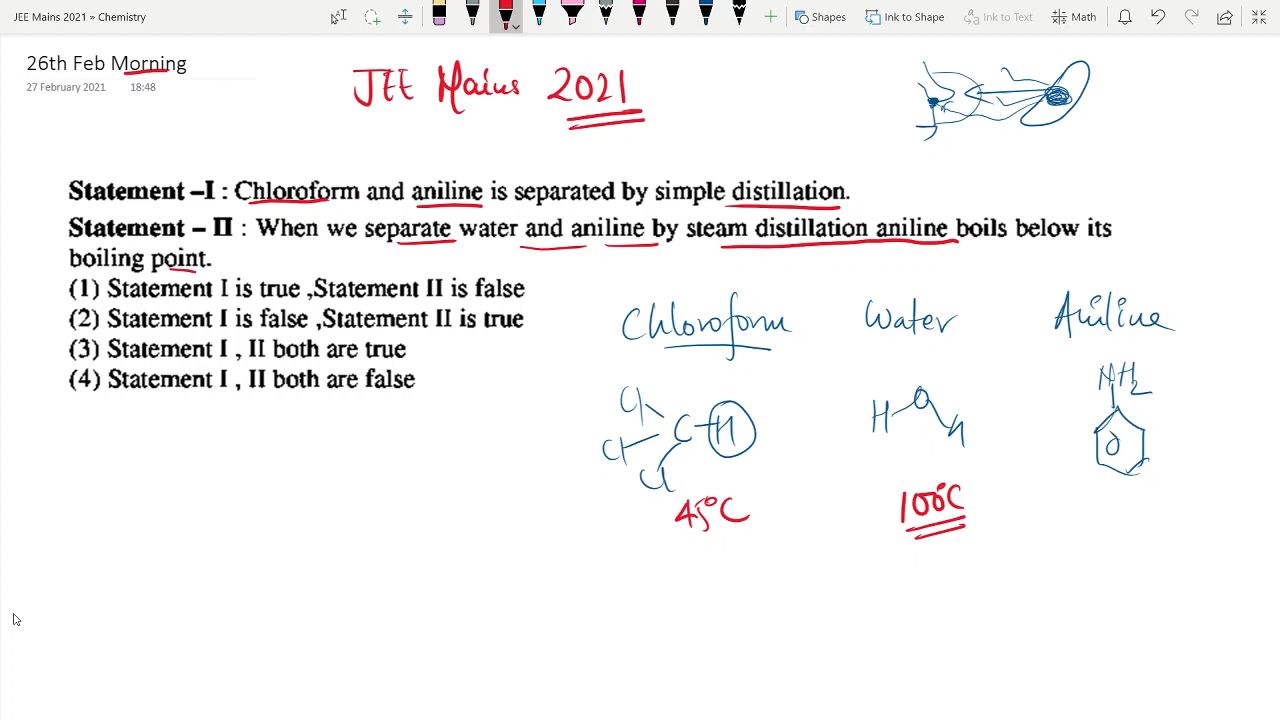 JEE Mains 2021 » Chemistry
Shapes Ink to Shape Ink to Text Math
26th Feb Morning
27 February 2021 18:48
JEE Mains 2021
Statement –I : Chloroform and aniline is separated by simple distillation.
Statement – II : When we separate water and aniline by steam distillation aniline boils below its
boiling point.
(1) Statement I is true ,Statement II is false
(2) Statement I is false ,Statement II is true
(3) Statement I , II both are true
(4) Statement I , II both are false
Chloroform Water Aniline
NH2
Cl
Cl C H H O H
Cl
45°C 100°C